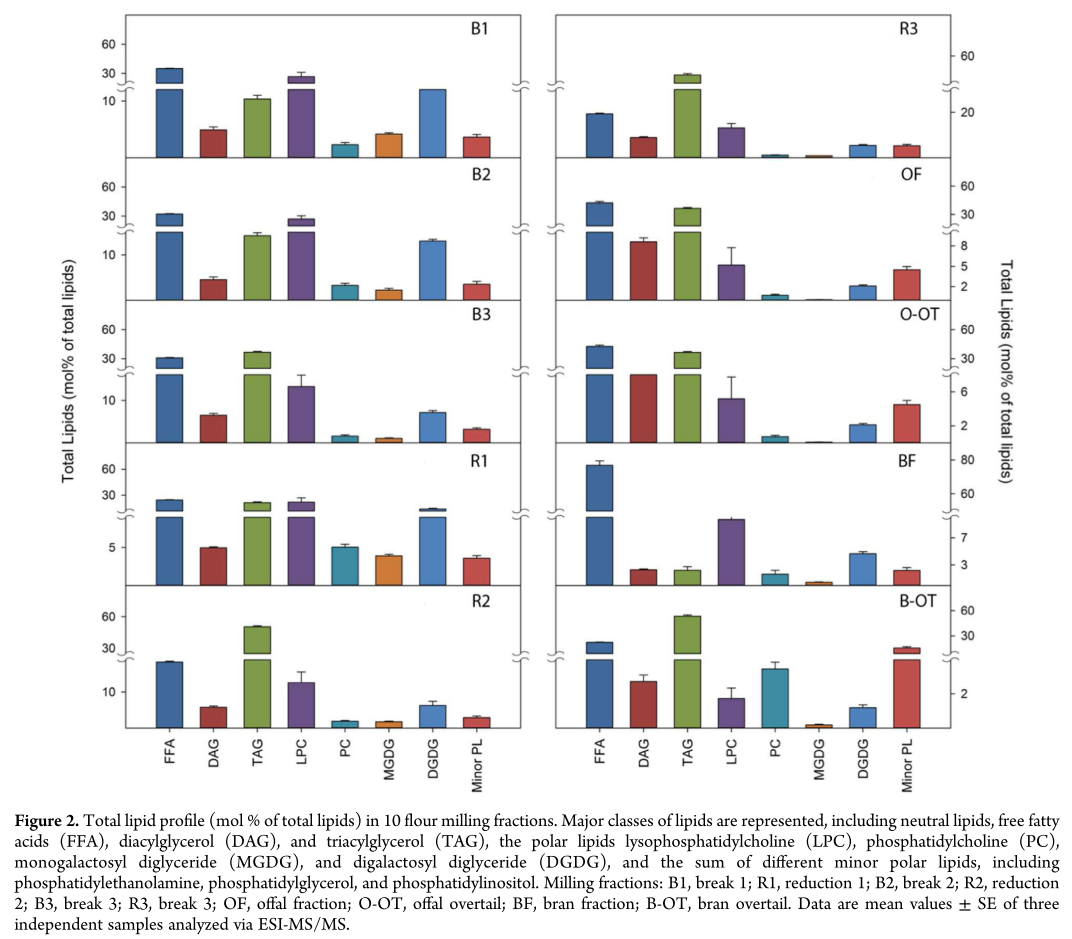 B1
60
30
10
B2
60
30
10
B3
60
30
10
R1
60
30
5
R2
60
30
10
Total Lipids (mol% of total lipids)
FFA
DAG
TAG
LPC
PC
MGDG
DGDG
Minor PL
R3
60
20
OF
60
30
8
5
2
O-OT
60
30
6
2
BF
80
60
7
3
B-OT
60
30
2
Total Lipids (mol% of total lipids)
FFA
DAG
TAG
LPC
PC
MGDG
DGDG
Minor PL
Figure 2. Total lipid profile (mol % of total lipids) in 10 flour milling fractions. Major classes of lipids are represented, including neutral lipids, free fatty
acids (FFA), diacylglycerol (DAG), and triacylglycerol (TAG), the polar lipids lysophosphatidylcholine (LPC), phosphatidylcholine (PC),
monogalactosyl diglyceride (MGDG), and digalactosyl diglyceride (DGDG), and the sum of different minor polar lipids, including
phosphatidylethanolamine, phosphatidylglycerol, and phosphatidylinositol. Milling fractions: B1, break 1; R1, reduction 1; B2, break 2; R2, reduction
2; B3, break 3; R3, break 3; OF, offal fraction; O-OT, offal overtail; BF, bran fraction; B-OT, bran overtail. Data are mean values ± SE of three
independent samples analyzed via ESI-MS/MS.